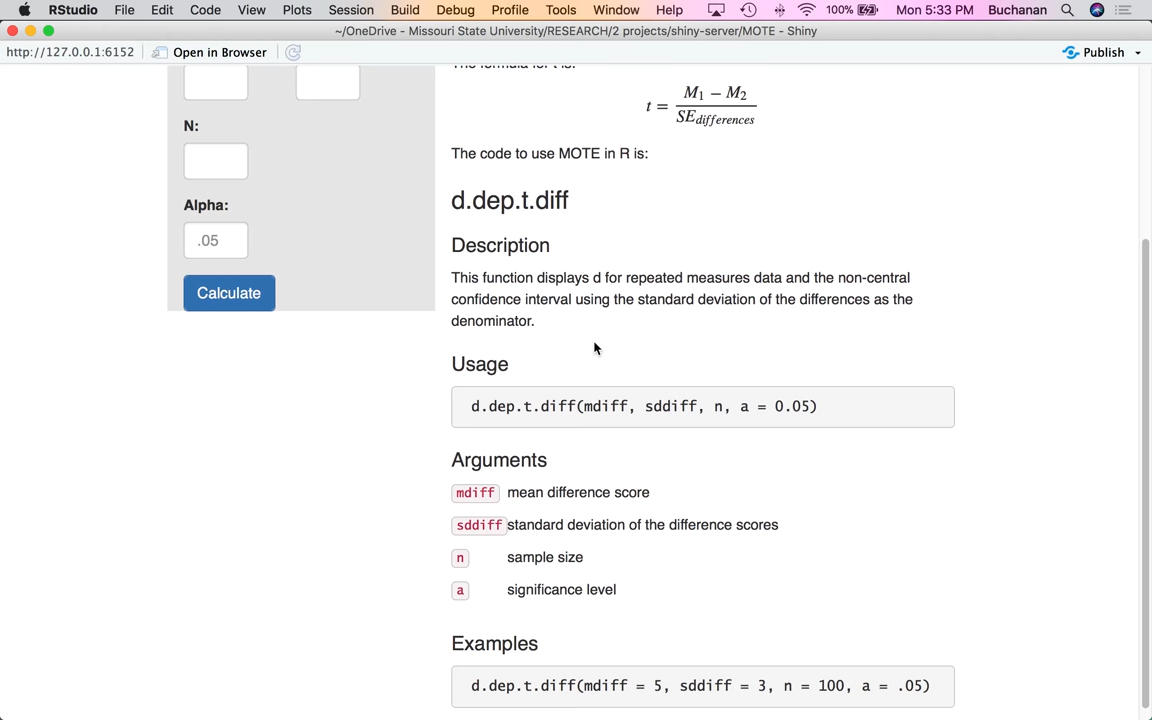 RStudio File Edit Code View Plots Session Build Debug Profile Tools Window Help 100% Mon 5:33 PM Buchanan
~/OneDrive - Missouri State University/RESEARCH/2 projects/shiny-server/MOTE - Shiny
http://127.0.0.1:6152 Open in Browser Publish
The formula for t is:
t = M1 − M2 / SEdifferences
N:
The code to use MOTE in R is:
Alpha:
.05
Calculate
d.dep.t.diff
Description
This function displays d for repeated measures data and the non-central
confidence interval using the standard deviation of the differences as the
denominator.
Usage
d.dep.t.diff(mdiff, sddiff, n, a = 0.05)
Arguments
mdiff mean difference score
sddiff standard deviation of the difference scores
n sample size
a significance level
Examples
d.dep.t.diff(mdiff = 5, sddiff = 3, n = 100, a = .05)